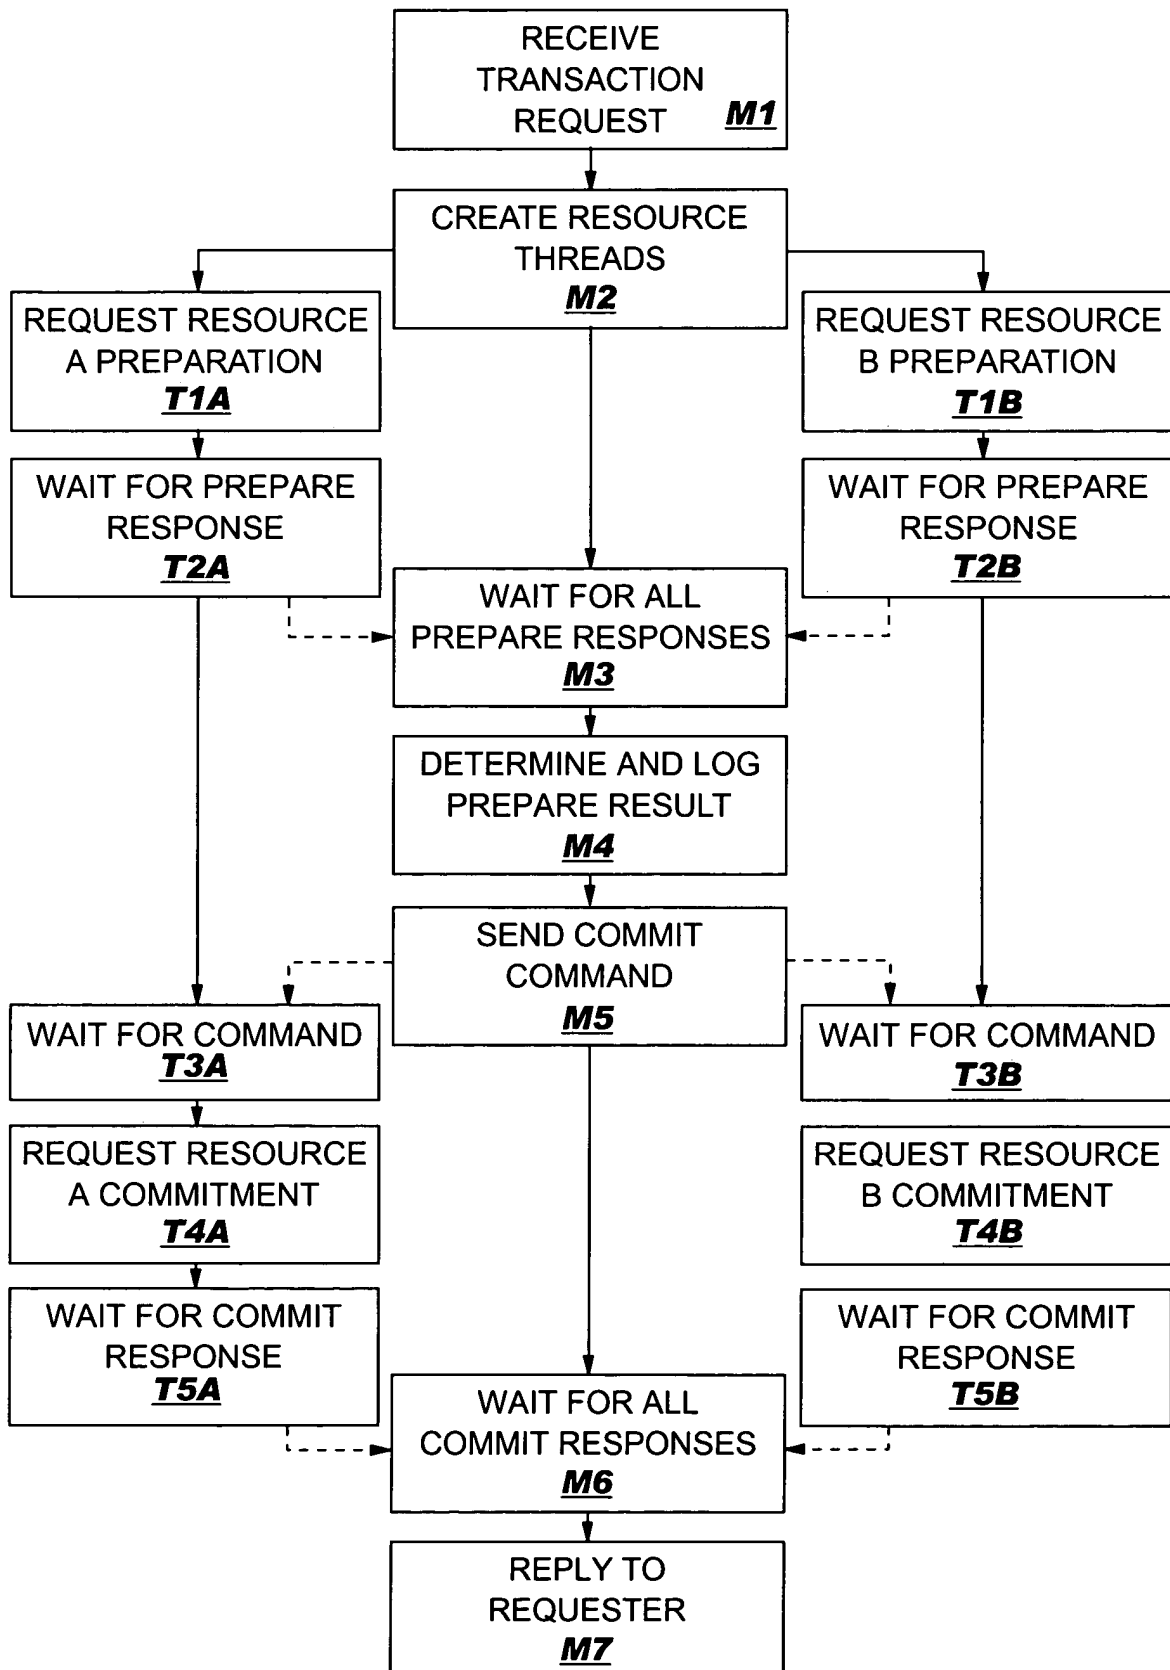 RECEIVE
TRANSACTION
REQUEST
M1
CREATE RESOURCE
THREADS
M2
REQUEST RESOURCE
A PREPARATION
T1A
REQUEST RESOURCE
B PREPARATION
T1B
WAIT FOR PREPARE
RESPONSE
T2A
WAIT FOR PREPARE
RESPONSE
T2B
WAIT FOR ALL
PREPARE RESPONSES
M3
DETERMINE AND LOG
PREPARE RESULT
M4
SEND COMMIT
COMMAND
M5
WAIT FOR COMMAND
T3A
WAIT FOR COMMAND
T3B
REQUEST RESOURCE
A COMMITMENT
T4A
REQUEST RESOURCE
B COMMITMENT
T4B
WAIT FOR COMMIT
RESPONSE
T5A
WAIT FOR COMMIT
RESPONSE
T5B
WAIT FOR ALL
COMMIT RESPONSES
M6
REPLY TO
REQUESTER
M7